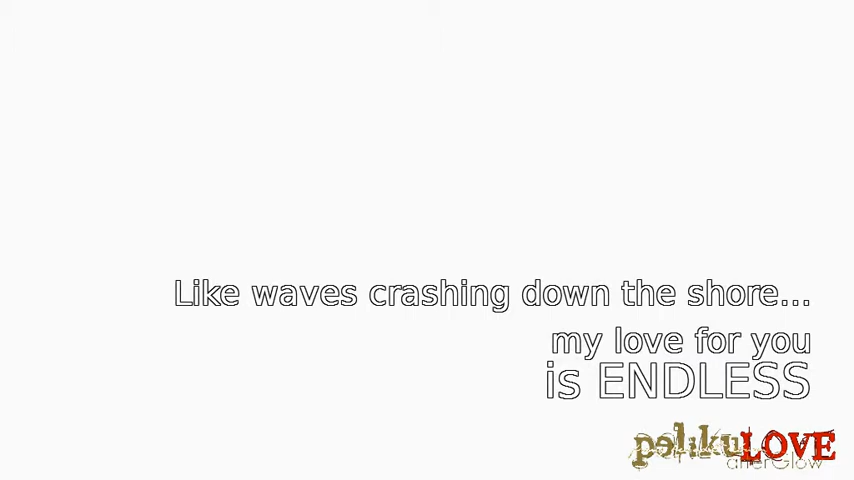 Like waves crashing down the shore...
my love for you
is ENDLESS
pelikuLOVE
afterGlow